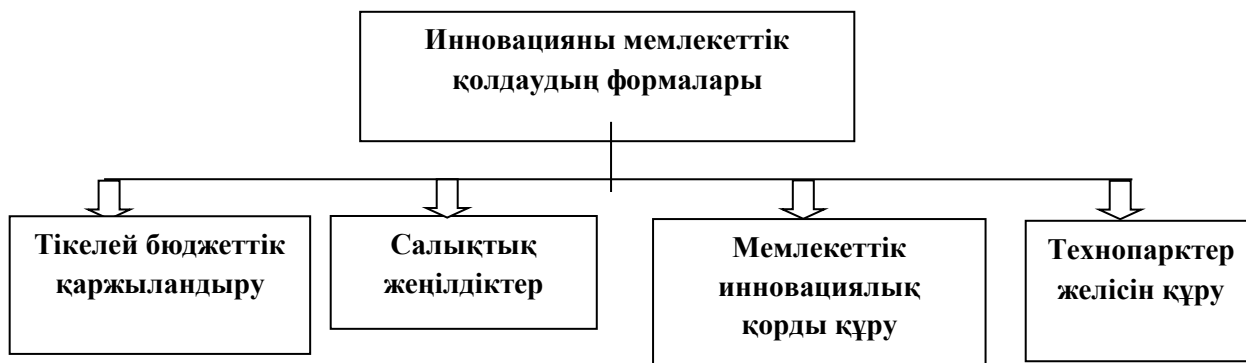 Инновацияны мемлекеттік
қолдаудың формалары
Тікелей бюджеттік
қаржыландыру
Салықтық
жеңілдіктер
Мемлекеттік
инновациялық
қорды құру
Технопарктер
желісін құру